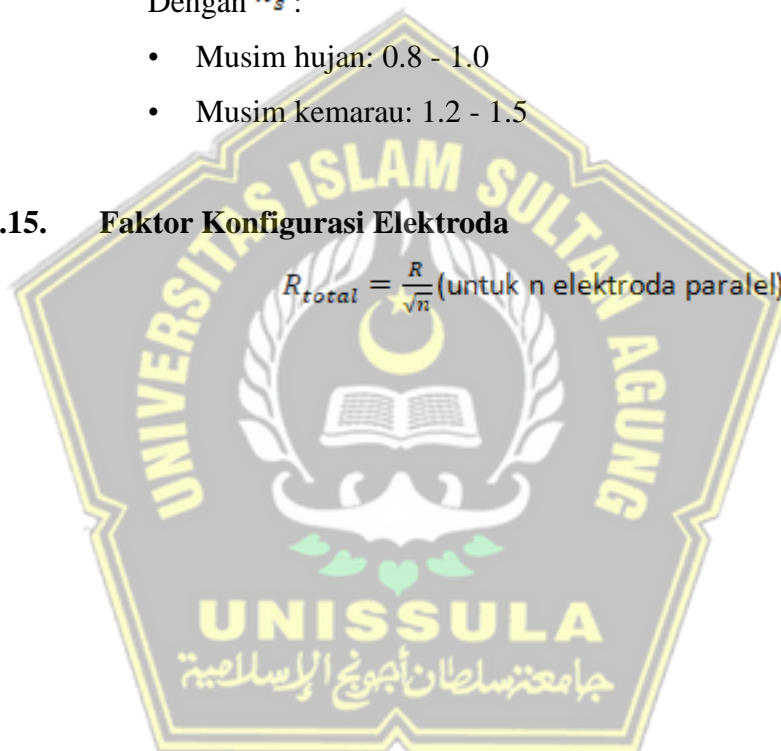 Dengan :
• Musim hujan: 0.8 - 1.0
• Musim kemarau: 1.2 - 1.5
.15. Faktor Konfigurasi Elektroda
R_total = R/√n (untuk n elektroda paralel)
UNIVERSITAS ISLAM SULTAN AGUNG
UNISSULA
جامعة سلطان أجونج الإسلامية